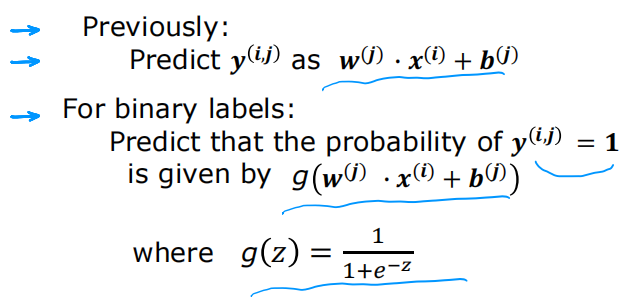 Previously:
Predict y^(i,j) as w^(j) · x^(i) + b^(j)
For binary labels:
Predict that the probability of y^(i,j) = 1
is given by g(w^(j) · x^(i) + b^(j))
where g(z) = 1/(1+e^-z)